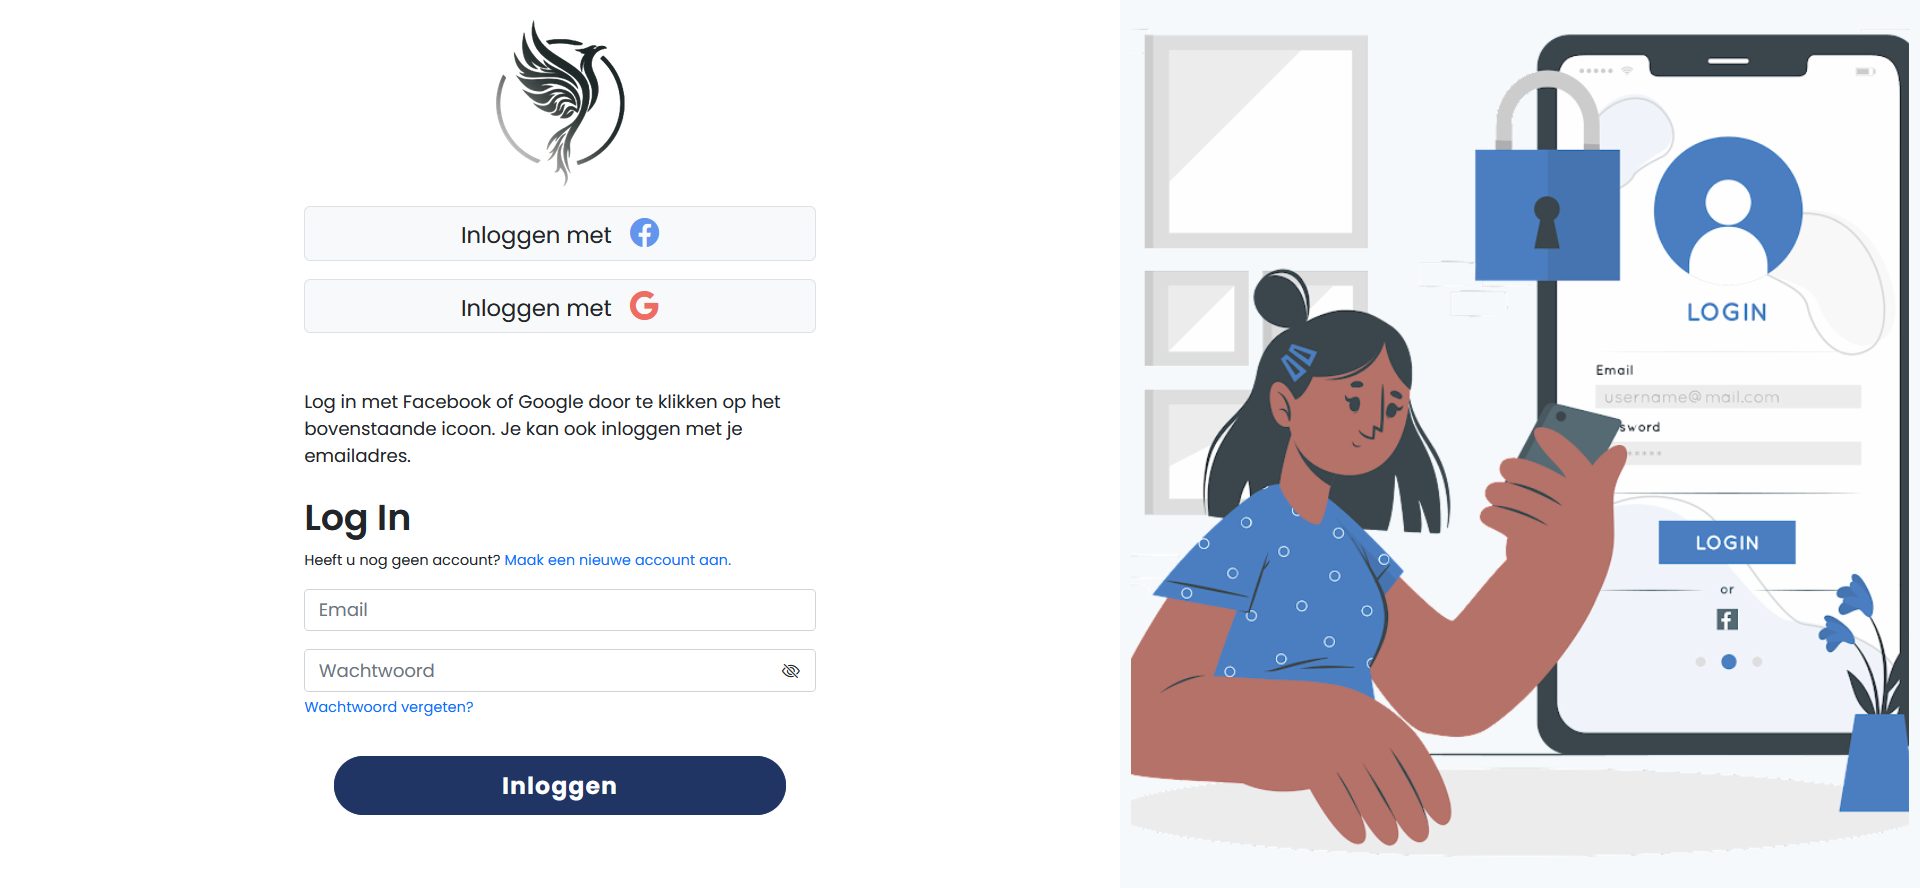 Inloggen met
Inloggen met
Log in met Facebook of Google door te klikken op het
bovenstaande icoon. Je kan ook inloggen met je
emailadres.
Log In
Heeft u nog geen account? Maak een nieuwe account aan.
Email
Wachtwoord
Wachtwoord vergeten?
Inloggen
LOGIN
Email
username@mail.com
sword
LOGIN
or